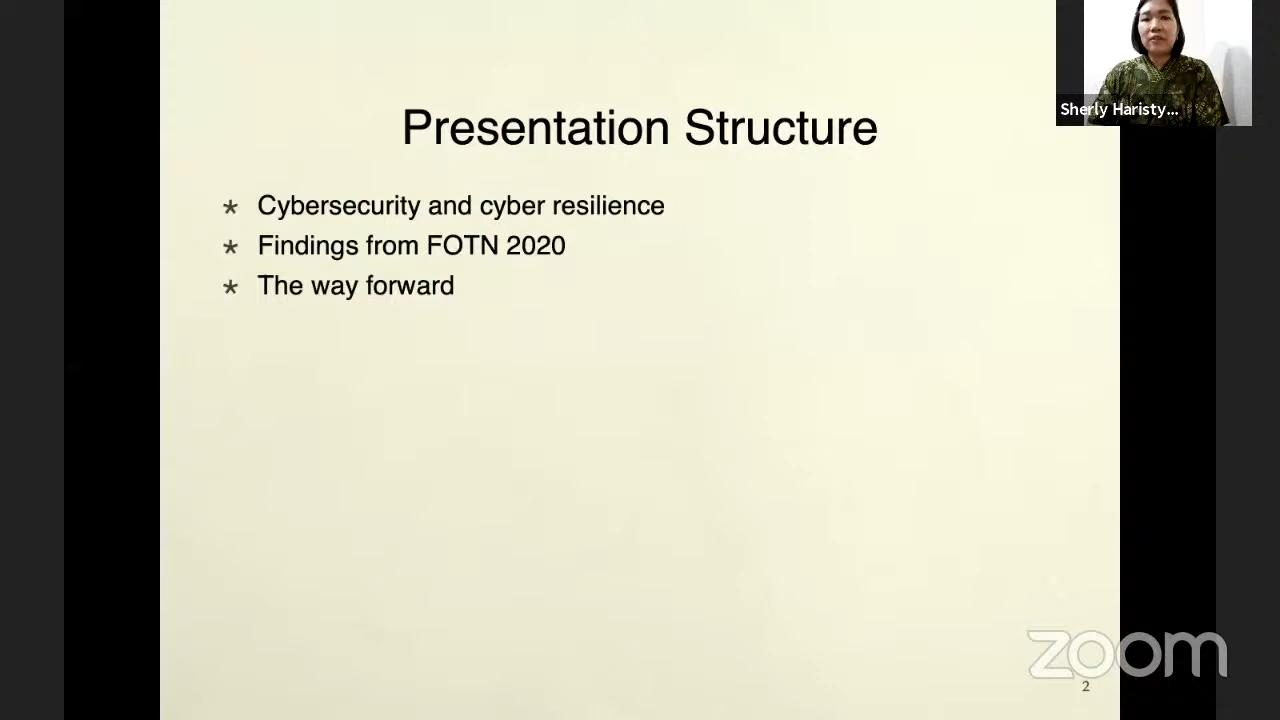 Sherly Haristy...
Presentation Structure
* Cybersecurity and cyber resilience
* Findings from FOTN 2020
* The way forward
zoom
2